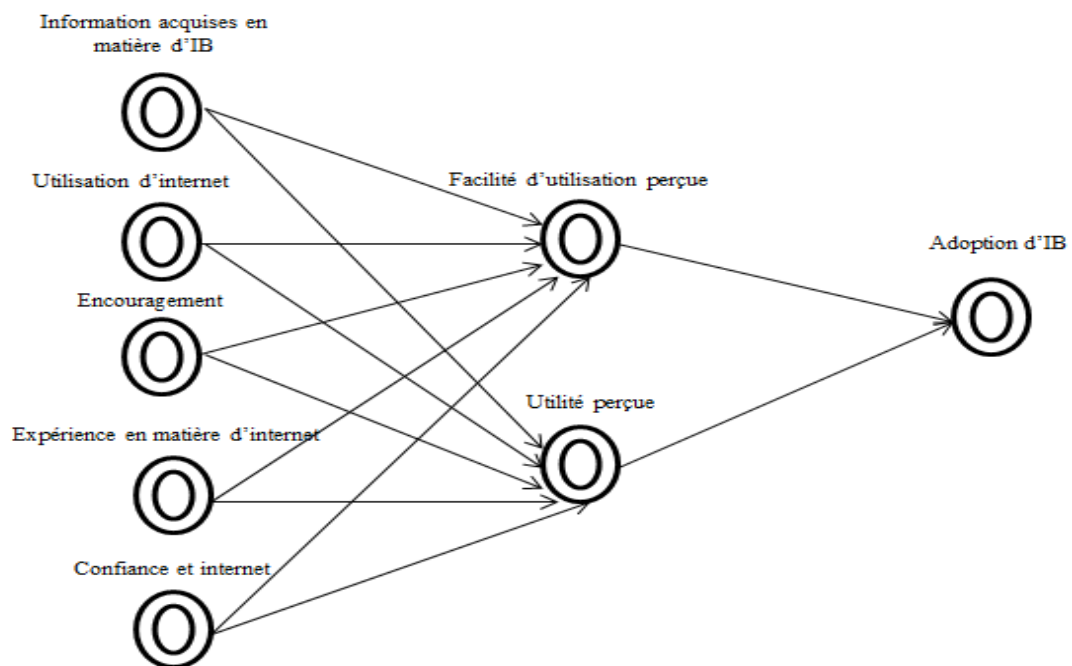 Information acquises en
matière d'IB
Utilisation d'internet
Facilité d'utilisation perçue
Adoption d'IB
Encouragement
Utilité perçue
Expérience en matière d'internet
Confiance et internet